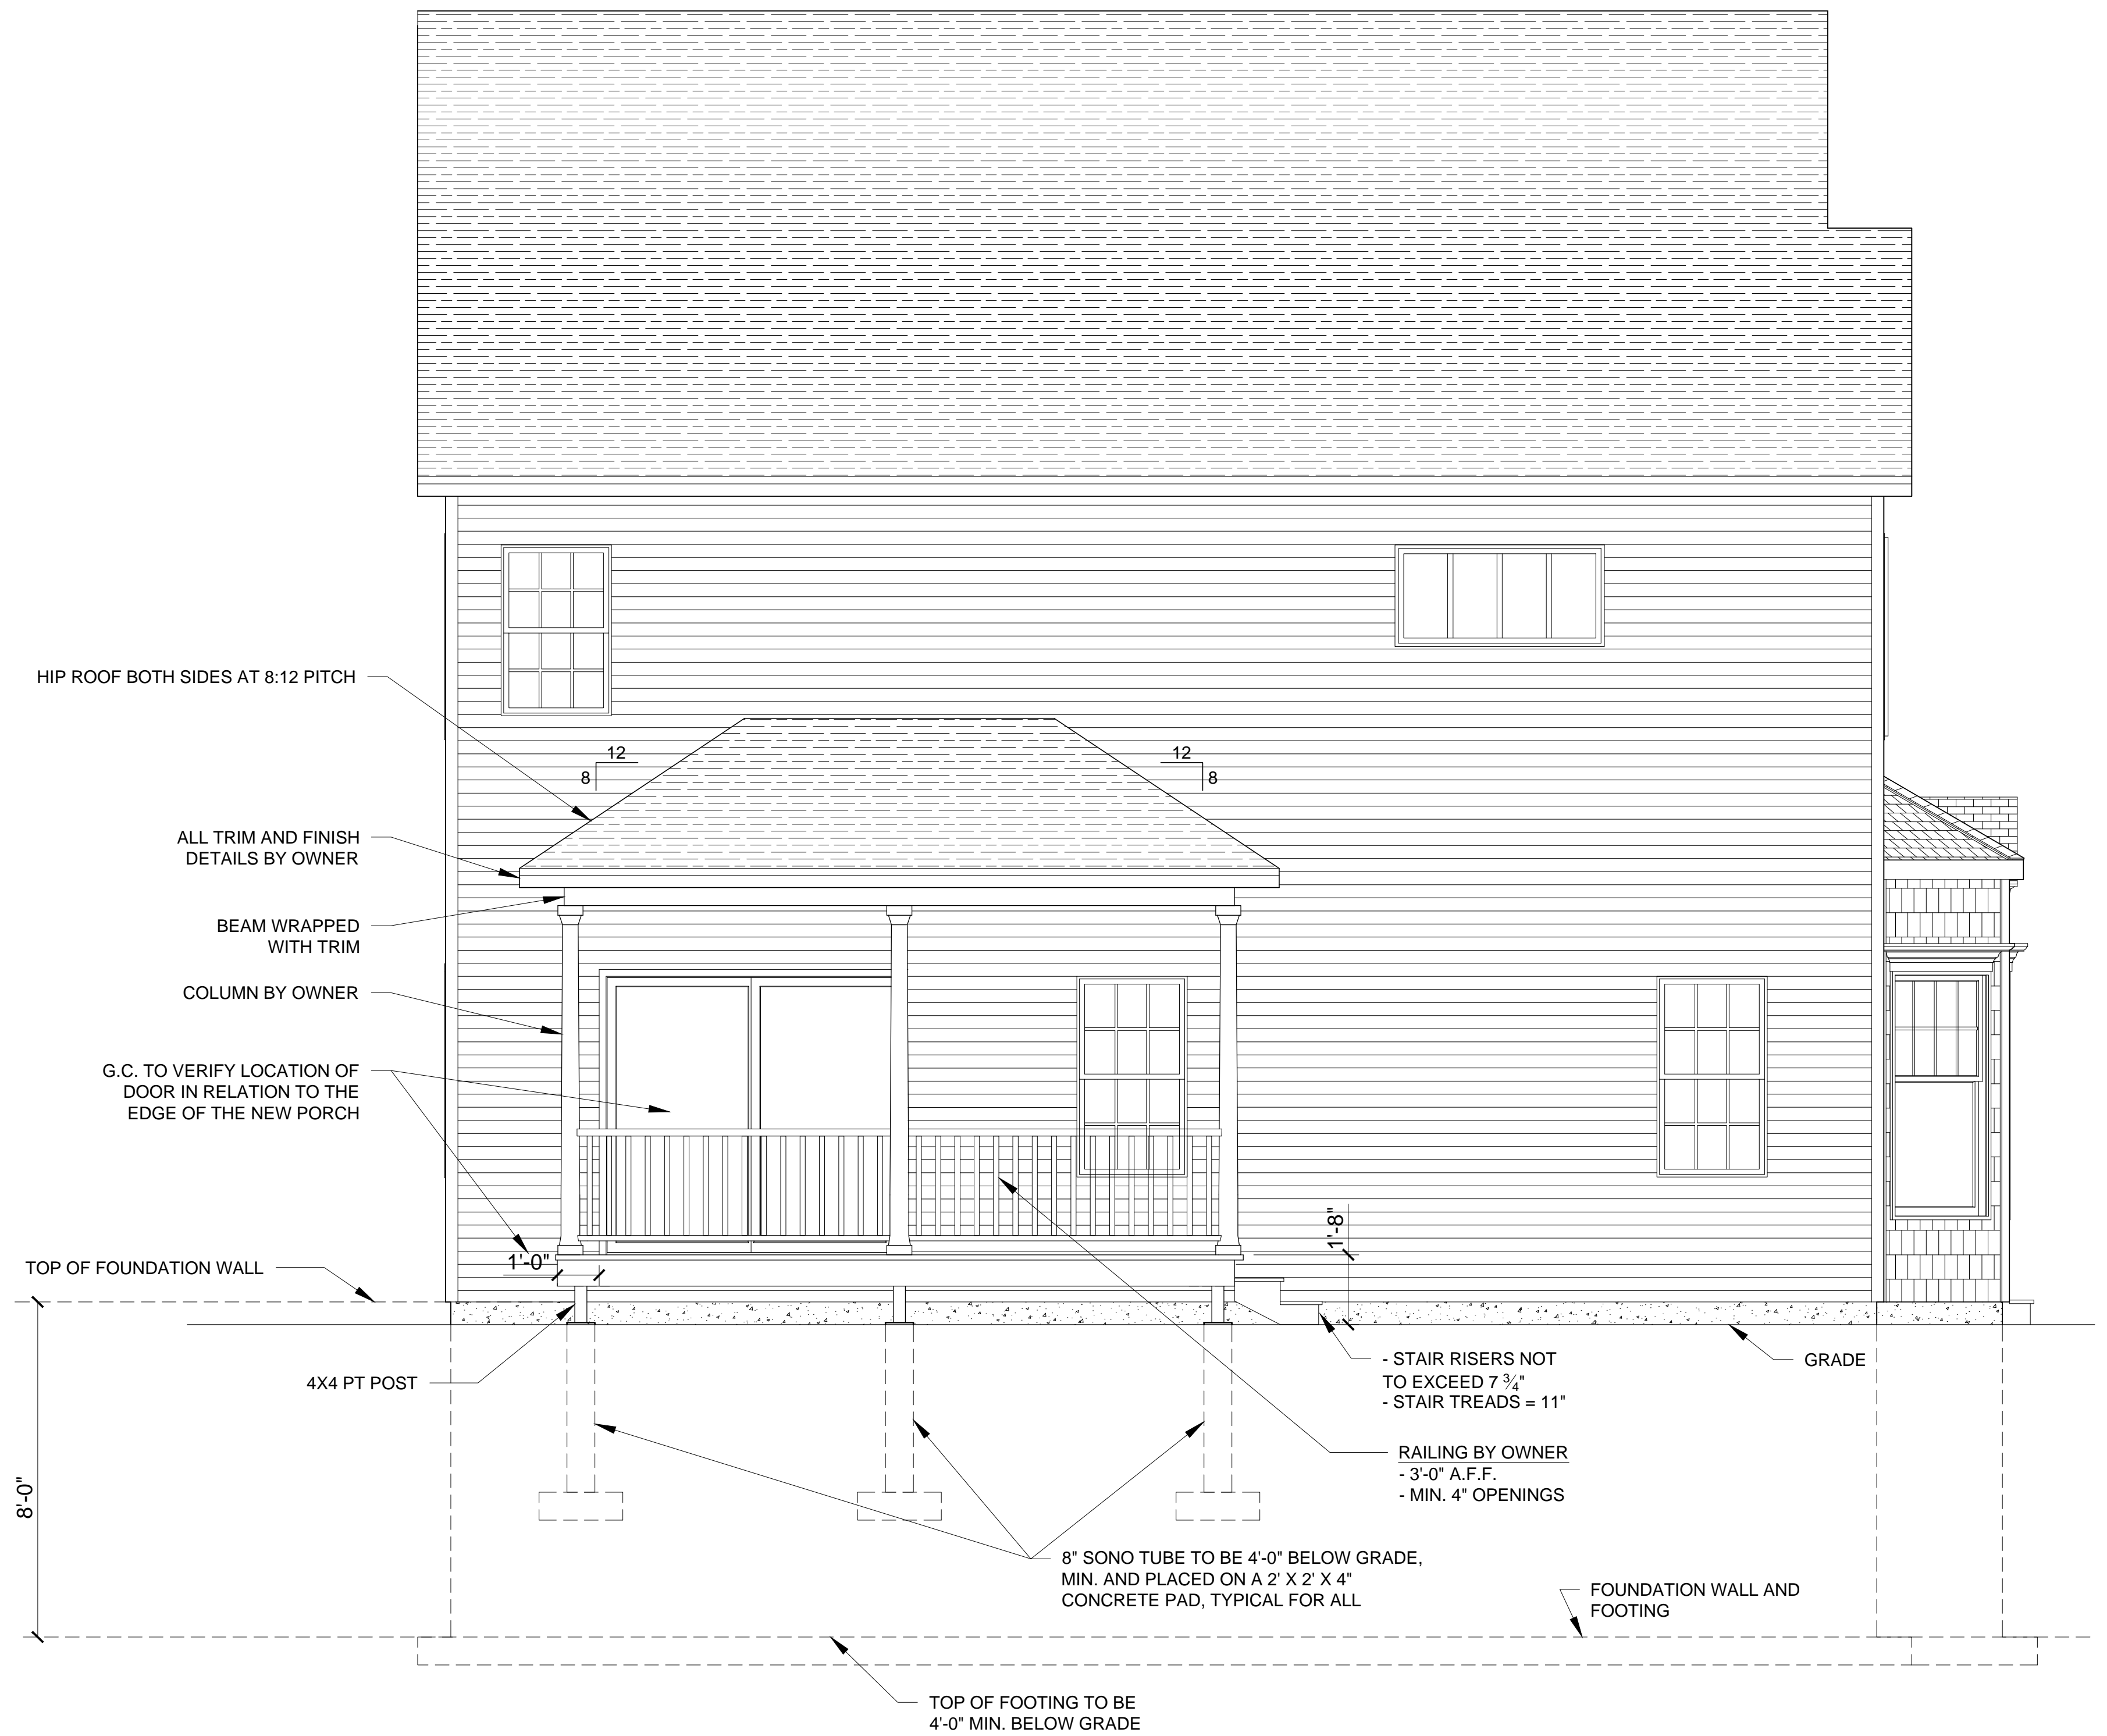 HIP ROOF BOTH SIDES AT 8:12 PITCH
12
8
12
8
ALL TRIM AND FINISH
DETAILS BY OWNER
BEAM WRAPPED
WITH TRIM
COLUMN BY OWNER
G.C. TO VERIFY LOCATION OF
DOOR IN RELATION TO THE
EDGE OF THE NEW PORCH
1'-0"
1'-8"
TOP OF FOUNDATION WALL
4X4 PT POST
8'-0"
- STAIR RISERS NOT
TO EXCEED 7 3/4"
- STAIR TREADS = 11"
GRADE
RAILING BY OWNER
- 3'-0" A.F.F.
- MIN. 4" OPENINGS
8" SONO TUBE TO BE 4'-0" BELOW GRADE,
MIN. AND PLACED ON A 2' X 2' X 4"
CONCRETE PAD, TYPICAL FOR ALL
FOUNDATION WALL AND
FOOTING
TOP OF FOOTING TO BE
4'-0" MIN. BELOW GRADE